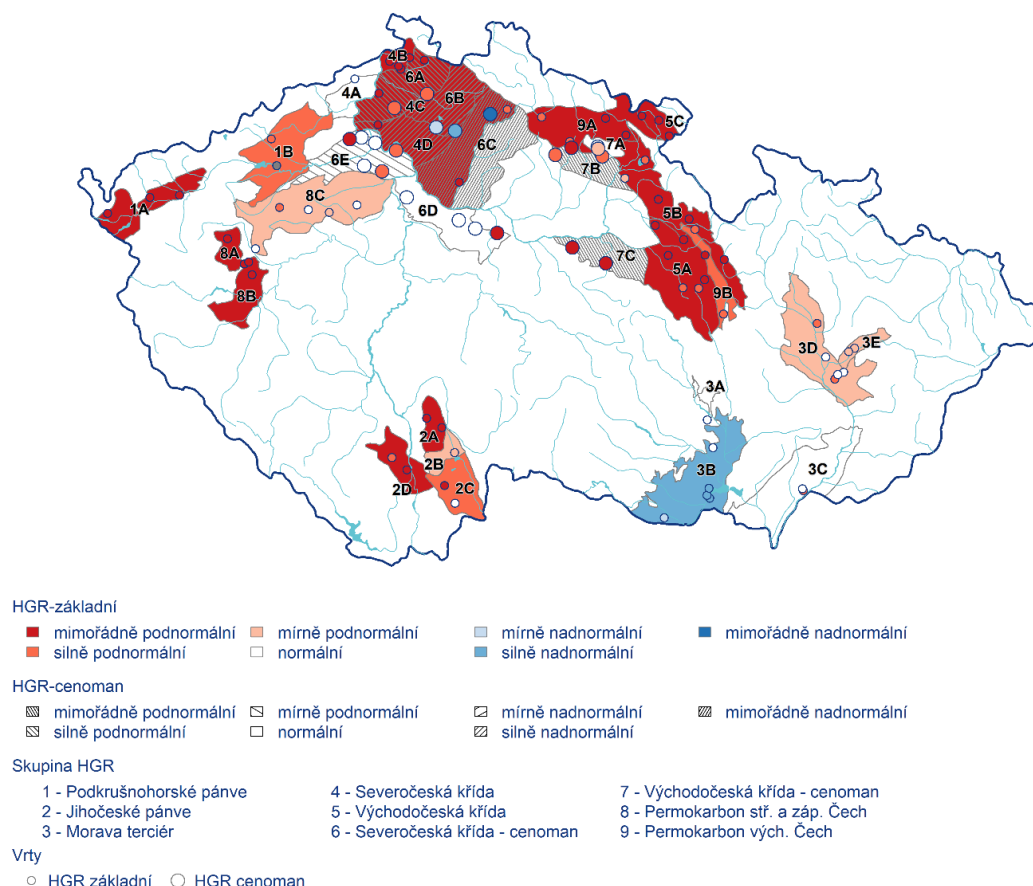 4B
6A
4A
4C
6B
9A
5C
7A
1B
4D
6C
6E
7B
1A
8C
6D
5B
8A
7C
5A
8B
9B
3D
3E
3A
2A
2B
3B
3C
2D
2C
HGR-základní
mimořádně podnormální mírně podnormální mírně nadnormální mimořádně nadnormální
silně podnormální normální silně nadnormální
HGR-cenoman
mimořádně podnormální mírně podnormální mírně nadnormální mimořádně nadnormální
silně podnormální normální silně nadnormální
Skupina HGR
1 - Podkrušnohorské pánve 4 - Severočeská křída 7 - Východočeská křída - cenoman
2 - Jihočeské pánve 5 - Východočeská křída 8 - Permokarbon stř. a záp. Čech
3 - Morava terciér 6 - Severočeská křída - cenoman 9 - Permokarbon vých. Čech
Vrty
HGR základní HGR cenoman